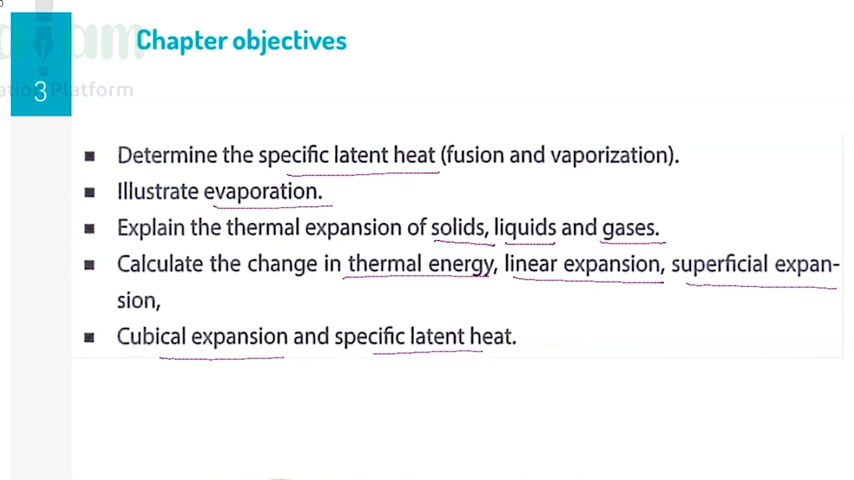 Chapter objectives
3
Platform
■ Determine the specific latent heat (fusion and vaporization).
■ Illustrate evaporation.
■ Explain the thermal expansion of solids, liquids and gases.
■ Calculate the change in thermal energy, linear expansion, superficial expan-
sion,
■ Cubical expansion and specific latent heat.